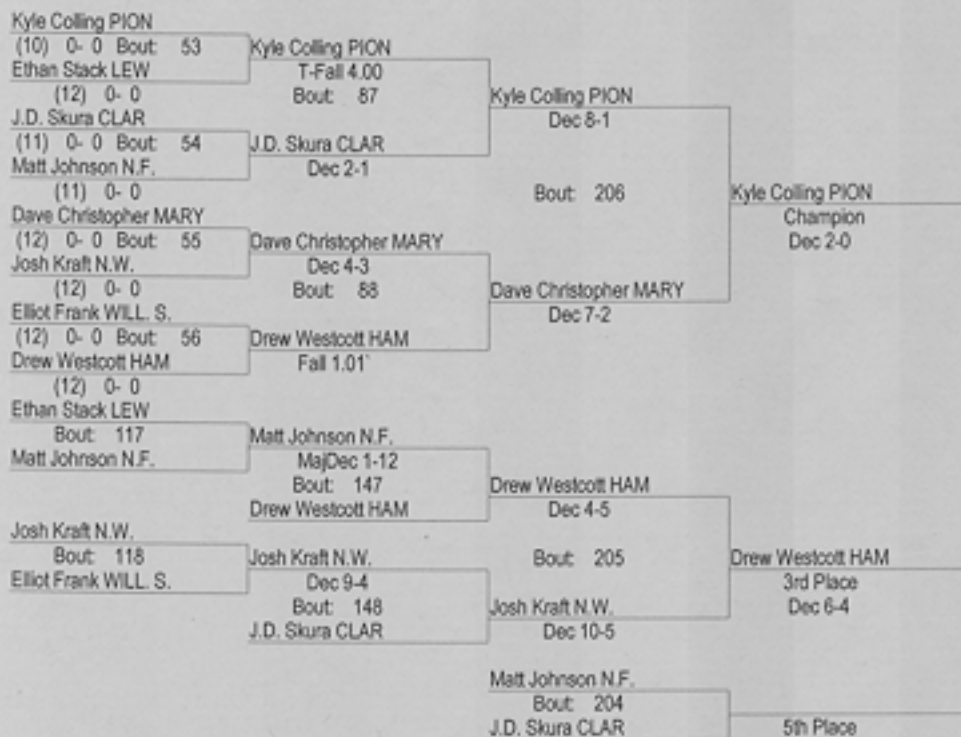 Kyle Colling PION
(10) 0- 0 Bout: 53
Ethan Stack LEW
(12) 0- 0
J.D. Skura CLAR
(11) 0- 0 Bout: 54
Matt Johnson N.F.
(11) 0- 0
Dave Christopher MARY
(12) 0- 0 Bout: 55
Josh Kraft N.W.
(12) 0- 0
Elliot Frank WILL. S.
(12) 0- 0 Bout: 56
Drew Westcott HAM
(12) 0- 0
Ethan Stack LEW
Bout: 117
Matt Johnson N.F.
Josh Kraft N.W.
Bout: 118
Elliot Frank WILL. S.
Kyle Colling PION
T-Fall 4.00
Bout: 87
J.D. Skura CLAR
Dec 2-1
Dave Christopher MARY
Dec 4-3
Bout: 88
Drew Westcott HAM
Fall 1.01
Matt Johnson N.F.
MajDec 1-12
Bout: 147
Drew Westcott HAM
Josh Kraft N.W.
Dec 9-4
Bout: 148
J.D. Skura CLAR
Kyle Colling PION
Dec 8-1
Bout: 206
Dave Christopher MARY
Dec 7-2
Drew Westcott HAM
Dec 4-5
Bout: 205
Josh Kraft N.W.
Dec 10-5
Matt Johnson N.F.
Bout: 204
J.D. Skura CLAR
Kyle Colling PION
Champion
Dec 2-0
Drew Westcott HAM
3rd Place
Dec 6-4
5th Place